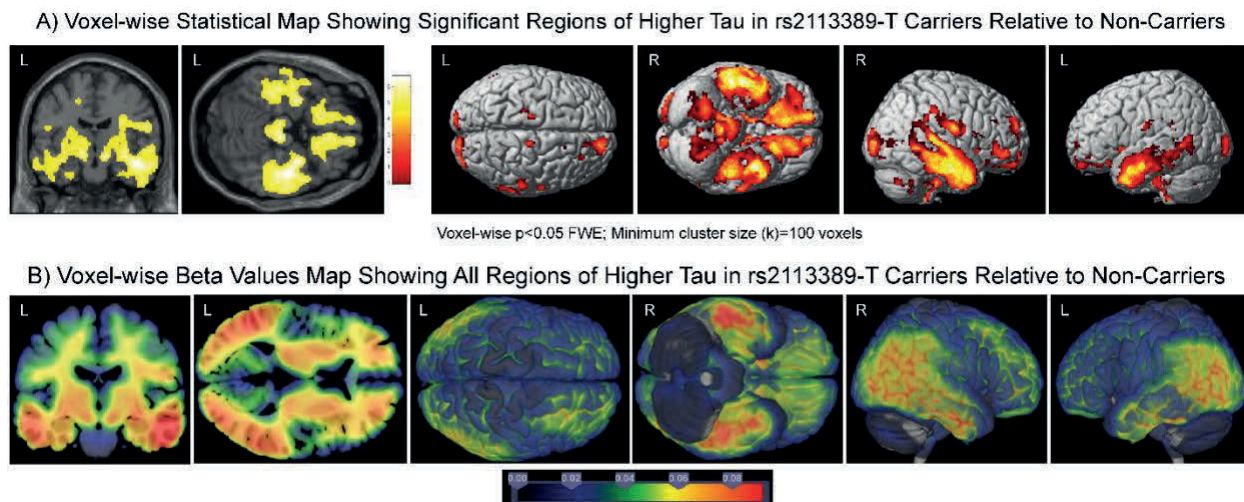 A) Voxel-wise Statistical Map Showing Significant Regions of Higher Tau in rs2113389-T Carriers Relative to Non-Carriers
L
L
L
R
R
L
Voxel-wise p<0.05 FWE; Minimum cluster size (k)=100 voxels
B) Voxel-wise Beta Values Map Showing All Regions of Higher Tau in rs2113389-T Carriers Relative to Non-Carriers
L
L
L
R
R
L
0.00 0.02 0.04 0.06 0.08